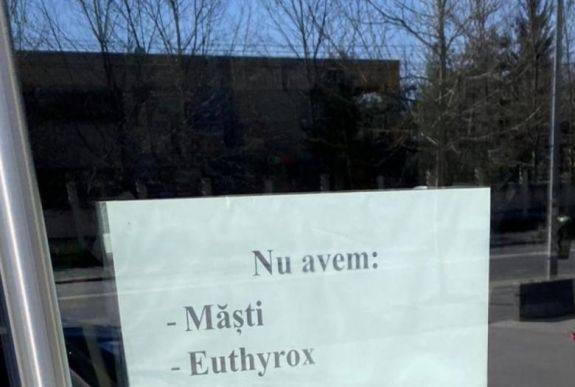 Nu avem:
- Măști
- Euthyrox